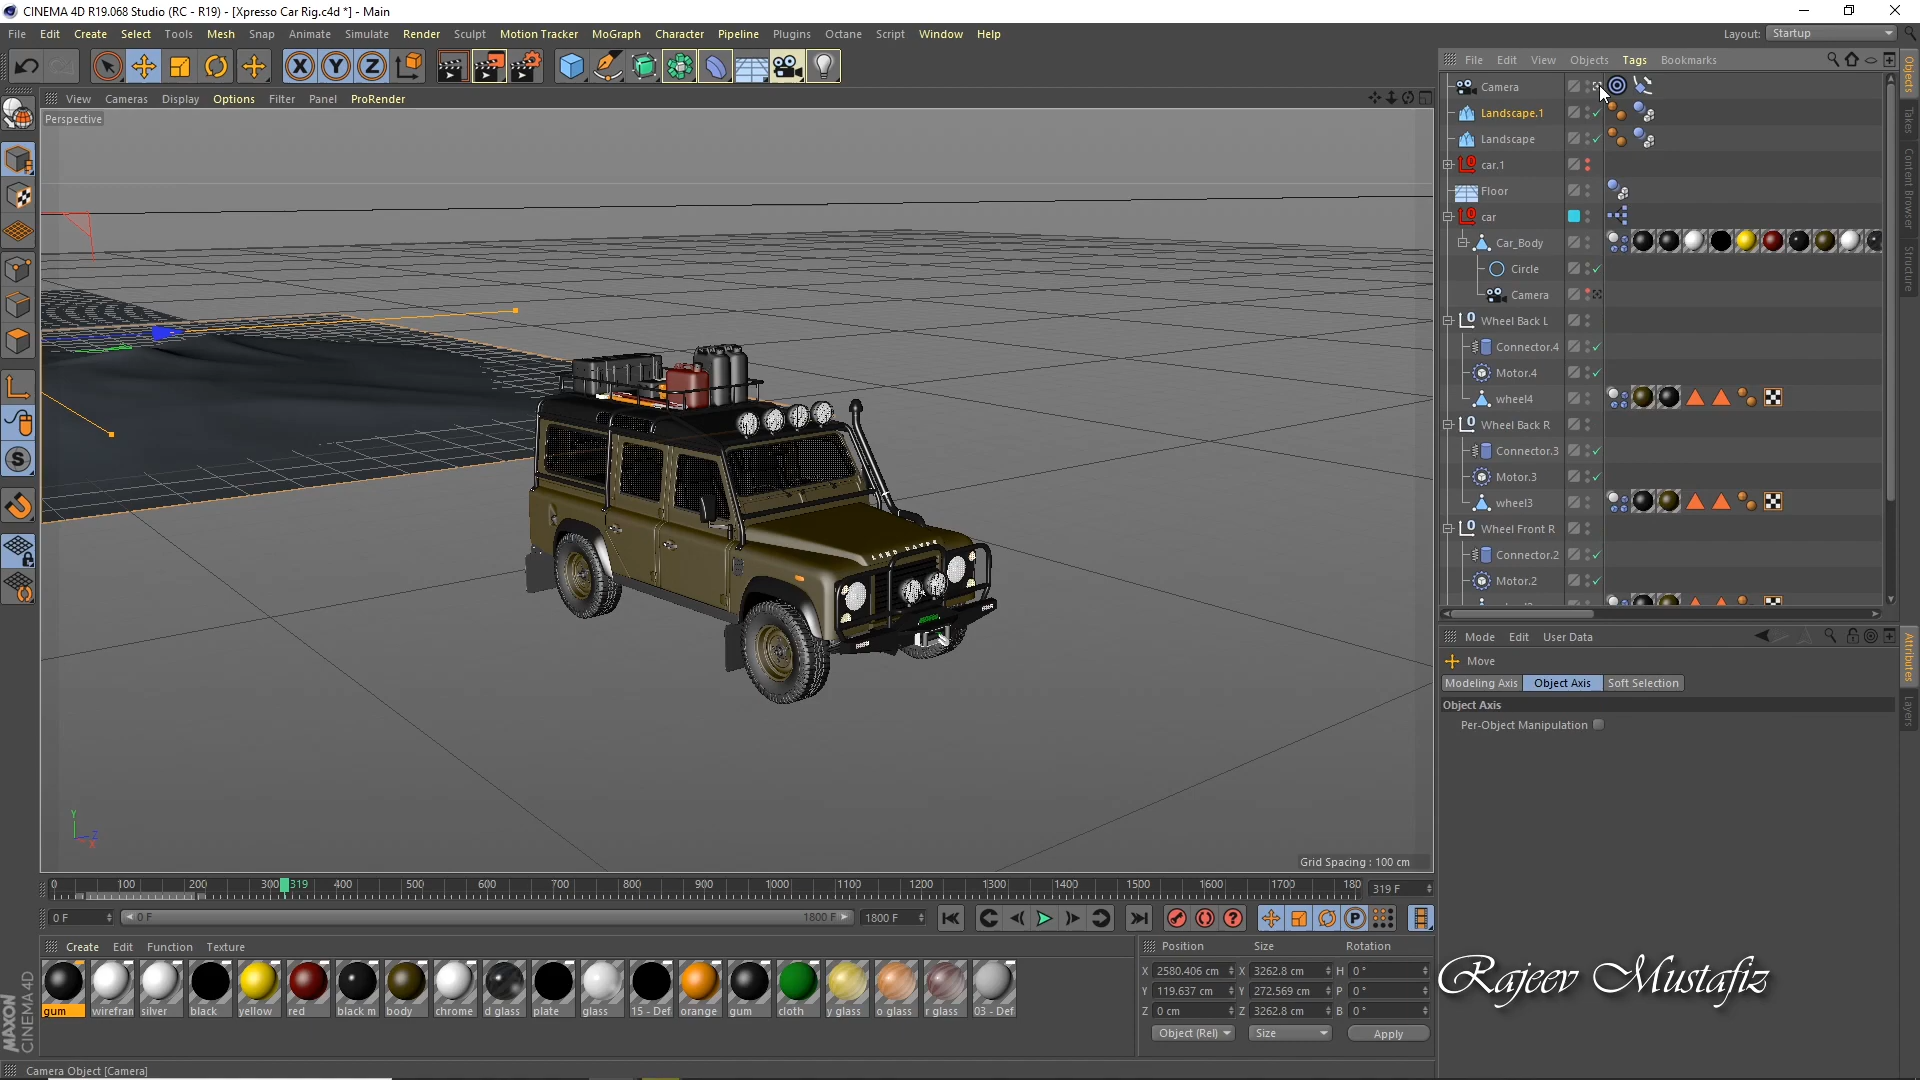 CINEMA 4D R19.068 Studio (RC - R19) - [Xpresso Car Rig.c4d *] - Main
File Edit Create Select Tools Mesh Snap Animate Simulate Render Sculpt Motion Tracker MoGraph Character Pipeline Plugins Octane Script Window Help
Layout: Startup
File Edit View Objects Tags Bookmarks
View Cameras Display Options Filter Panel ProRender
Perspective
Camera
Landscape.1
Landscape
car.1
Floor
car
Car_Body
Circle
Camera
Wheel Back L
Connector.4
Motor.4
wheel4
Wheel Back R
Connector.3
Motor.3
wheel3
Wheel Front R
Connector.2
Motor.2
Objects
Takes
Content Browser
Structure
Mode Edit User Data
Move
Modeling Axis Object Axis Soft Selection
Object Axis
Per-Object Manipulation
Attributes
Layers
LAND ROVER
Y
Z
X
Grid Spacing : 100 cm
0 100 200 300 319 400 500 600 700 800 900 1000 1100 1200 1300 1400 1500 1600 1700 180
319 F
0 F 0 F 1800 F 1800 F
Create Edit Function Texture
gum wirefran silver black yellow red black m body chrome d glass plate glass 15 - Def orange gum cloth y glass o glass r glass 03 - Def
Position Size Rotation
X 2580.406 cm X 3262.8 cm H 0°
Y 119.637 cm Y 272.569 cm P 0°
Z 0 cm Z 3262.8 cm B 0°
Object (Rel) Size Apply
MAXON
CINEMA 4D
Rajeev Mustafiz
Camera Object [Camera]